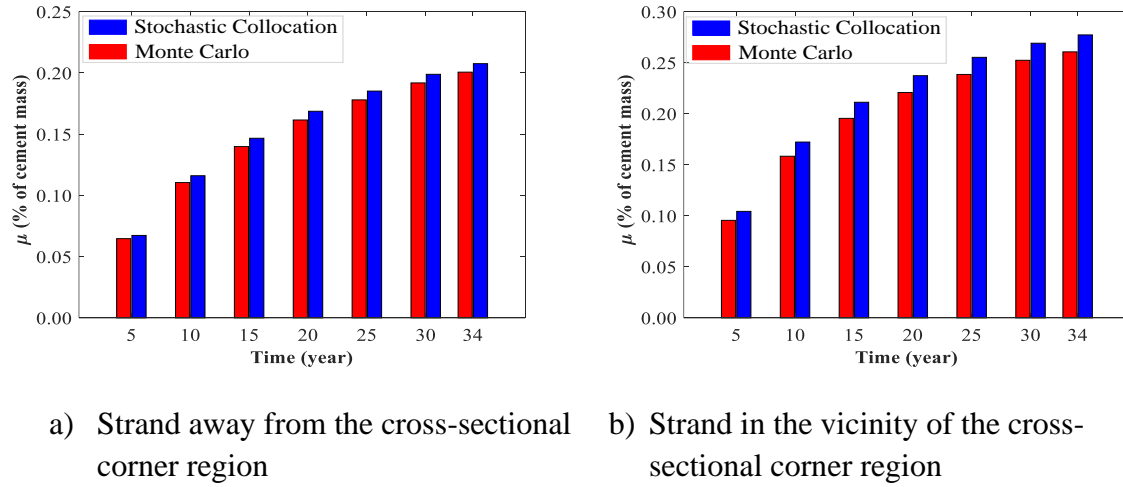 0.25
0.20
0.15
0.10
0.05
0.00
μ (% of cement mass)
Stochastic Collocation
Monte Carlo
5 10 15 20 25 30 34
Time (year)
0.30
0.25
0.20
0.15
0.10
0.05
0.00
μ (% of cement mass)
Stochastic Collocation
Monte Carlo
5 10 15 20 25 30 34
Time (year)
a) Strand away from the cross-sectional
corner region
b) Strand in the vicinity of the cross-
sectional corner region